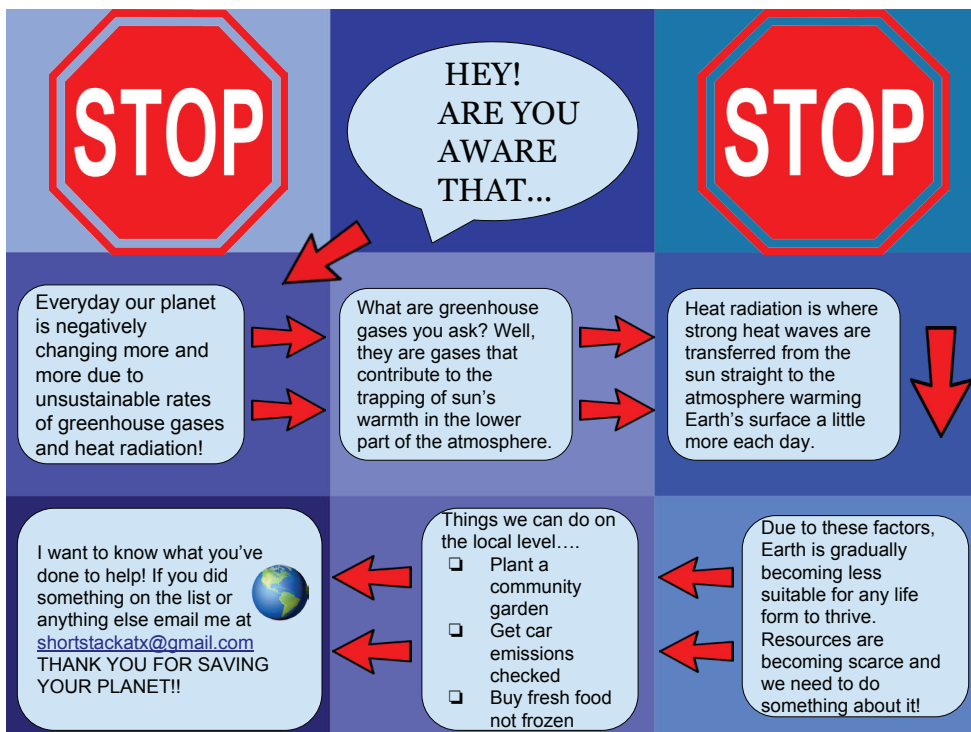 STOP
HEY!
ARE YOU
AWARE
THAT...
STOP
Everyday our planet
is negatively
changing more and
more due to
unsustainable rates
of greenhouse gases
and heat radiation!
What are greenhouse
gases you ask? Well,
they are gases that
contribute to the
trapping of sun's
warmth in the lower
part of the atmosphere.
Heat radiation is where
strong heat waves are
transferred from the
sun straight to the
atmosphere warming
Earth's surface a little
more each day.
Due to these factors,
Earth is gradually
becoming less
suitable for any life
form to thrive.
Resources are
becoming scarce and
we need to do
something about it!
Things we can do on
the local level....
❏ Plant a
community
garden
❏ Get car
emissions
checked
❏ Buy fresh food
not frozen
I want to know what you've
done to help! If you did
something on the list or
anything else email me at
shortstackatx@gmail.com
THANK YOU FOR SAVING
YOUR PLANET!!